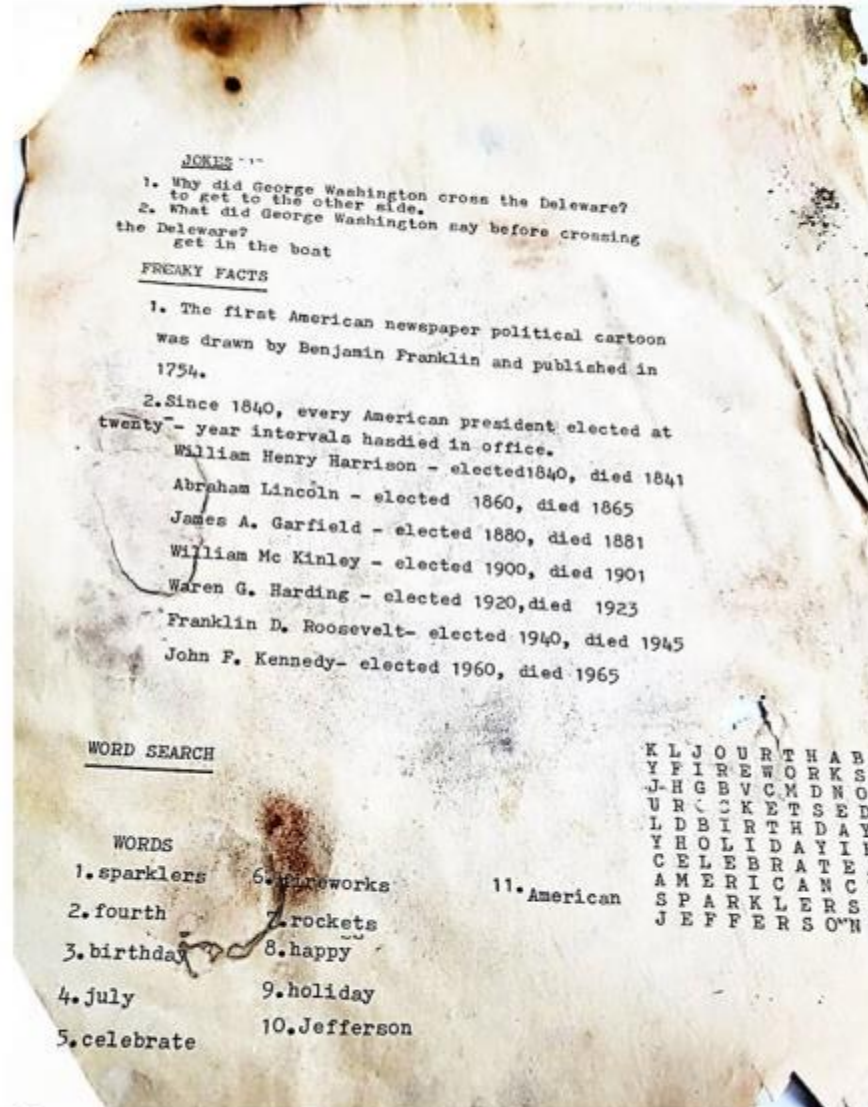 JOKES
1. Why did George Washington cross the Deleware?
to get to the other side.
2. What did George Washington say before crossing
the Deleware?
get in the boat
FREAKY FACTS
1. The first American newspaper political cartoon
was drawn by Benjamin Franklin and published in
1754.
2.Since 1840, every American president elected at
twenty - year intervals hasdied in office.
William Henry Harrison - elected1840, died 1841
Abraham Lincoln - elected 1860, died 1865
James A. Garfield - elected 1880, died 1881
William Mc Kinley - elected 1900, died 1901
Waren G. Harding - elected 1920,died 1923
Franklin D. Roosevelt- elected 1940, died 1945
John F. Kennedy- elected 1960, died 1965
WORD SEARCH
K L J O U R T H A B
Y F I R E W O R K S
J H G B V C M D N O
U R C K E T S E D
L D B I R T H D A Y
Y H O L I D A Y I
C E L E B R A T E
A M E R I C A N C
S P A R K L E R S
J E F F E R S O N
WORDS
1.sparklers
2.fourth
3.birthday
4.july
5.celebrate
6.fireworks
7.rockets
8.happy
9.holiday
10.Jefferson
11.American